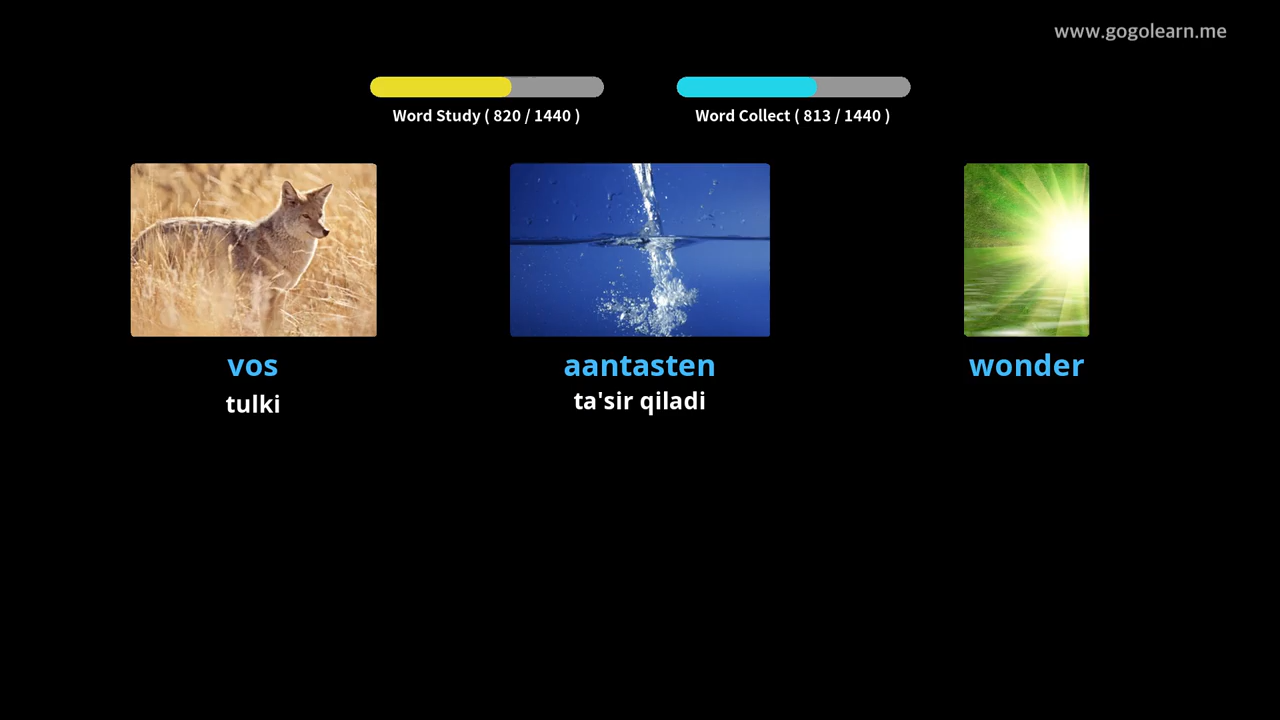 www.gogolearn.me
Word Study ( 820 / 1440 )
Word Collect ( 813 / 1440 )
vos
tulki
aantasten
ta'sir qiladi
wonder